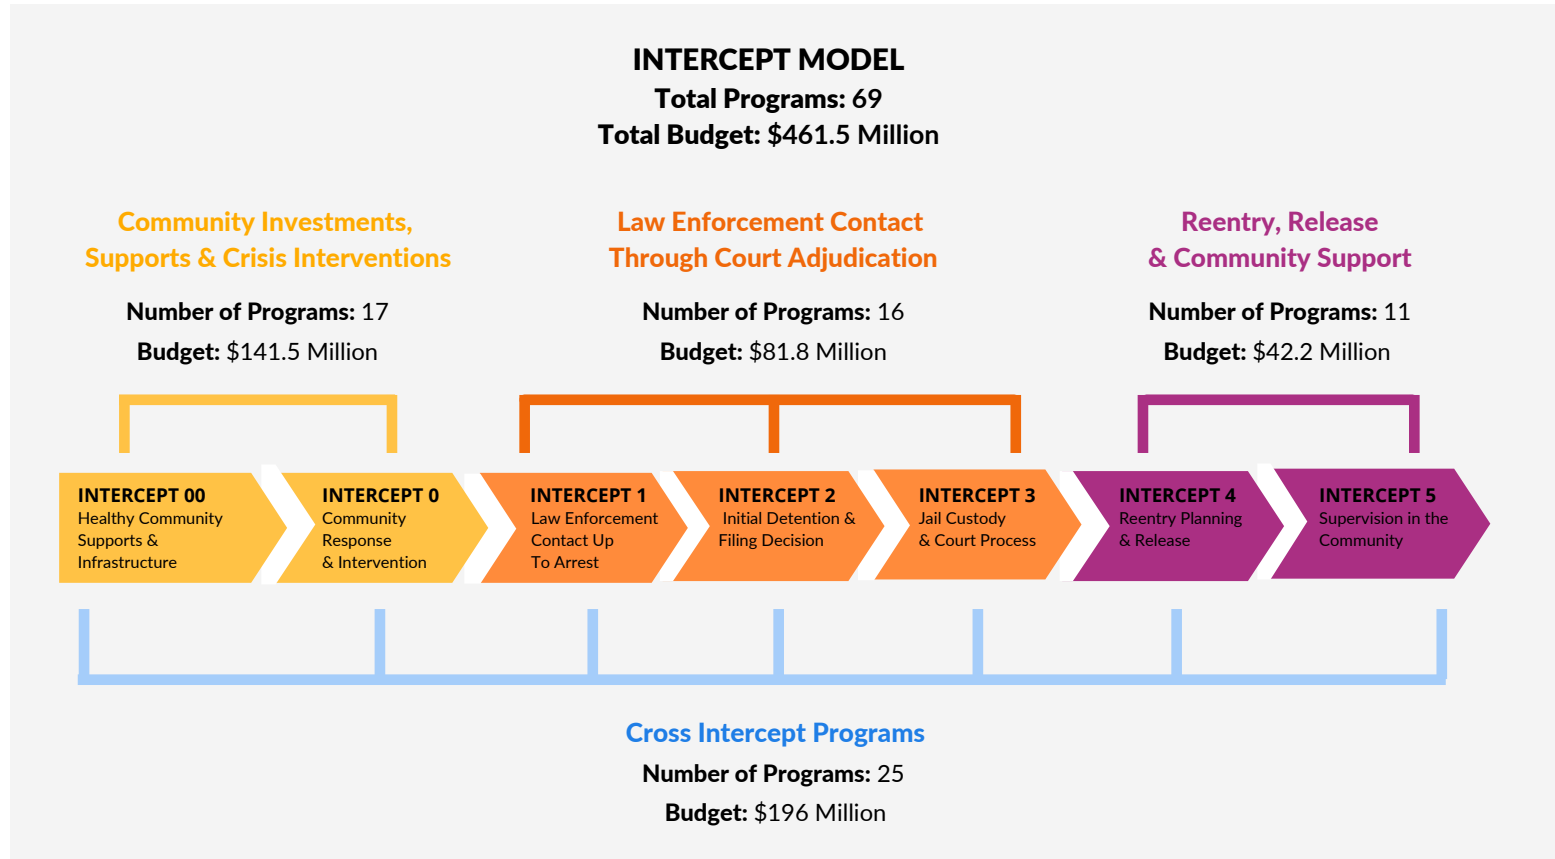 INTERCEPT MODEL
Total Programs: 69
Total Budget: $461.5 Million
Community Investments,
Supports & Crisis Interventions
Number of Programs: 17
Budget: $141.5 Million
Law Enforcement Contact
Through Court Adjudication
Number of Programs: 16
Budget: $81.8 Million
Reentry, Release
& Community Support
Number of Programs: 11
Budget: $42.2 Million
INTERCEPT 00
Healthy Community
Supports &
Infrastructure
INTERCEPT 0
Community
Response
& Intervention
INTERCEPT 1
Law Enforcement
Contact Up
To Arrest
INTERCEPT 2
Initial Detention &
Filing Decision
INTERCEPT 3
Jail Custody
& Court Process
INTERCEPT 4
Reentry Planning
& Release
INTERCEPT 5
Supervision in the
Community
Cross Intercept Programs
Number of Programs: 25
Budget: $196 Million